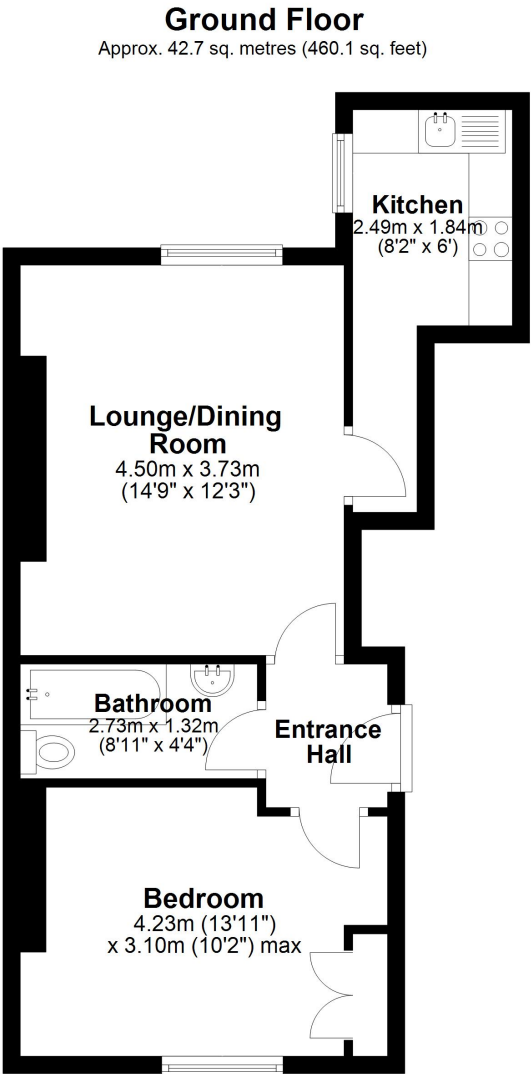 Ground Floor
Approx. 42.7 sq. metres (460.1 sq. feet)
Kitchen
2.49m x 1.84m
(8'2" x 6')
Lounge/Dining
Room
4.50m x 3.73m
(14'9" x 12'3")
Bathroom
2.73m x 1.32m
(8'11" x 4'4")
Entrance
Hall
Bedroom
4.23m (13'11")
x 3.10m (10'2") max